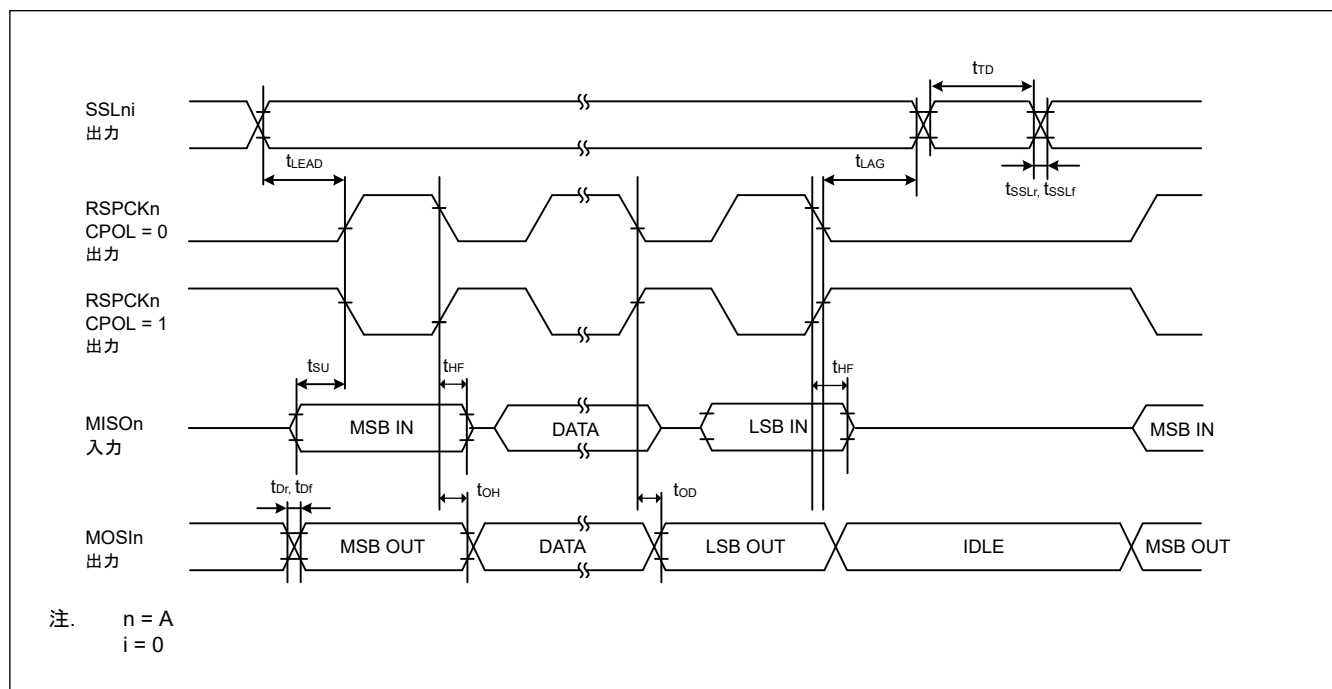 tTD
SSLni
出力
tLEAD
tLAG
tSSLr, tSSLf
RSPCKn
CPOL = 0
出力
RSPCKn
CPOL = 1
出力
tSU
tHF
tHF
MISOn
入力
MSB IN
DATA
LSB IN
MSB IN
tDr, tDf
tOH
tOD
MOSIn
出力
MSB OUT
DATA
LSB OUT
IDLE
MSB OUT
注. n = A
i = 0